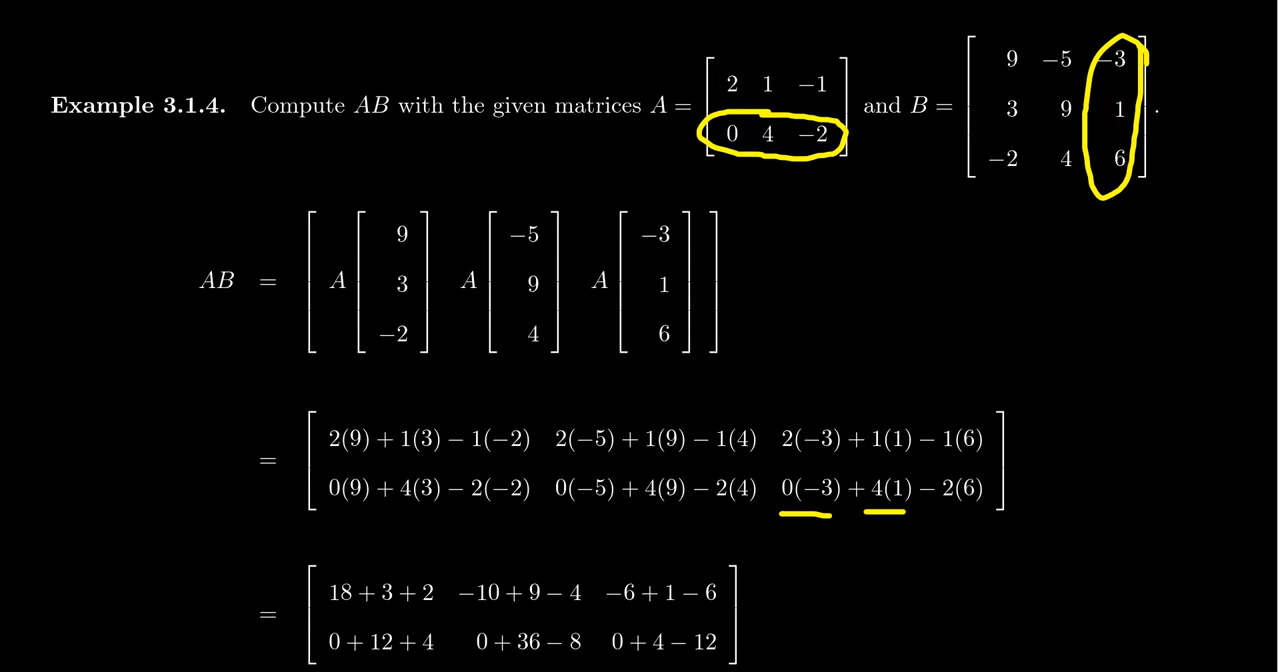 Example 3.1.4. Compute AB with the given matrices A = [ 2 1 −1 ; 0 4 −2 ] and B = [ 9 −5 −3 ; 3 9 1 ; −2 4 6 ].
AB = [ A [ 9 ; 3 ; −2 ] A [ −5 ; 9 ; 4 ] A [ −3 ; 1 ; 6 ] ]
= [ 2(9) + 1(3) − 1(−2) 2(−5) + 1(9) − 1(4) 2(−3) + 1(1) − 1(6)
0(9) + 4(3) − 2(−2) 0(−5) + 4(9) − 2(4) 0(−3) + 4(1) − 2(6) ]
= [ 18 + 3 + 2 −10 + 9 − 4 −6 + 1 − 6
0 + 12 + 4 0 + 36 − 8 0 + 4 − 12 ]